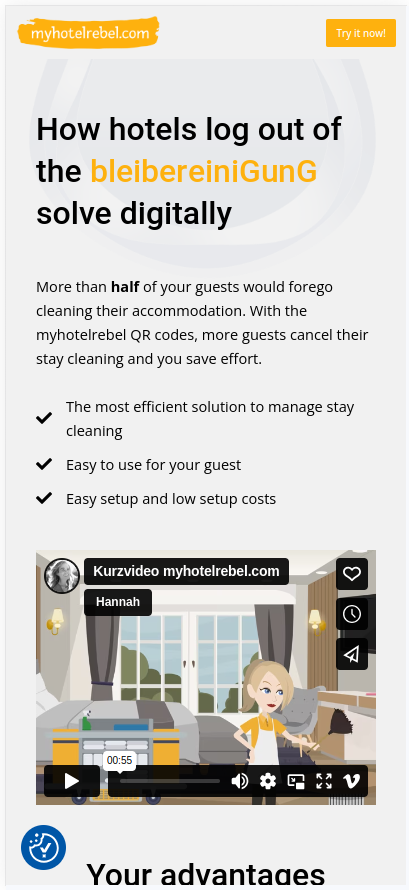 myhotelrebel.com
Try it now!
How hotels log out of
the bleibereiniGunG
solve digitally
More than half of your guests would forego
cleaning their accommodation. With the
myhotelrebel QR codes, more guests cancel their
stay cleaning and you save effort.
The most efficient solution to manage stay
cleaning
Easy to use for your guest
Easy setup and low setup costs
Kurzvideo myhotelrebel.com
Hannah
00:55
Your advantages